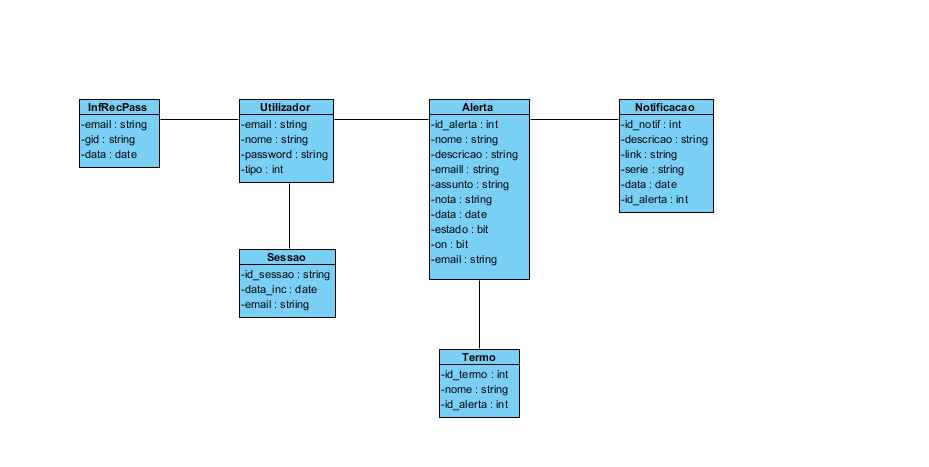 InfRecPass
-email : string
-gid : string
-data : date
Utilizador
-email : string
-nome : string
-password : string
-tipo : int
Alerta
-id_alerta : int
-nome : string
-descricao : string
-emaill : string
-assunto : string
-nota : string
-data : date
-estado : bit
-on : bit
-email : string
Notificacao
-id_notif : int
-descricao : string
-link : string
-serie : string
-data : date
-id_alerta : int
Sessao
-id_sessao : string
-data_inc : date
-email : striing
Termo
-id_termo : int
-nome : string
-id_alerta : int